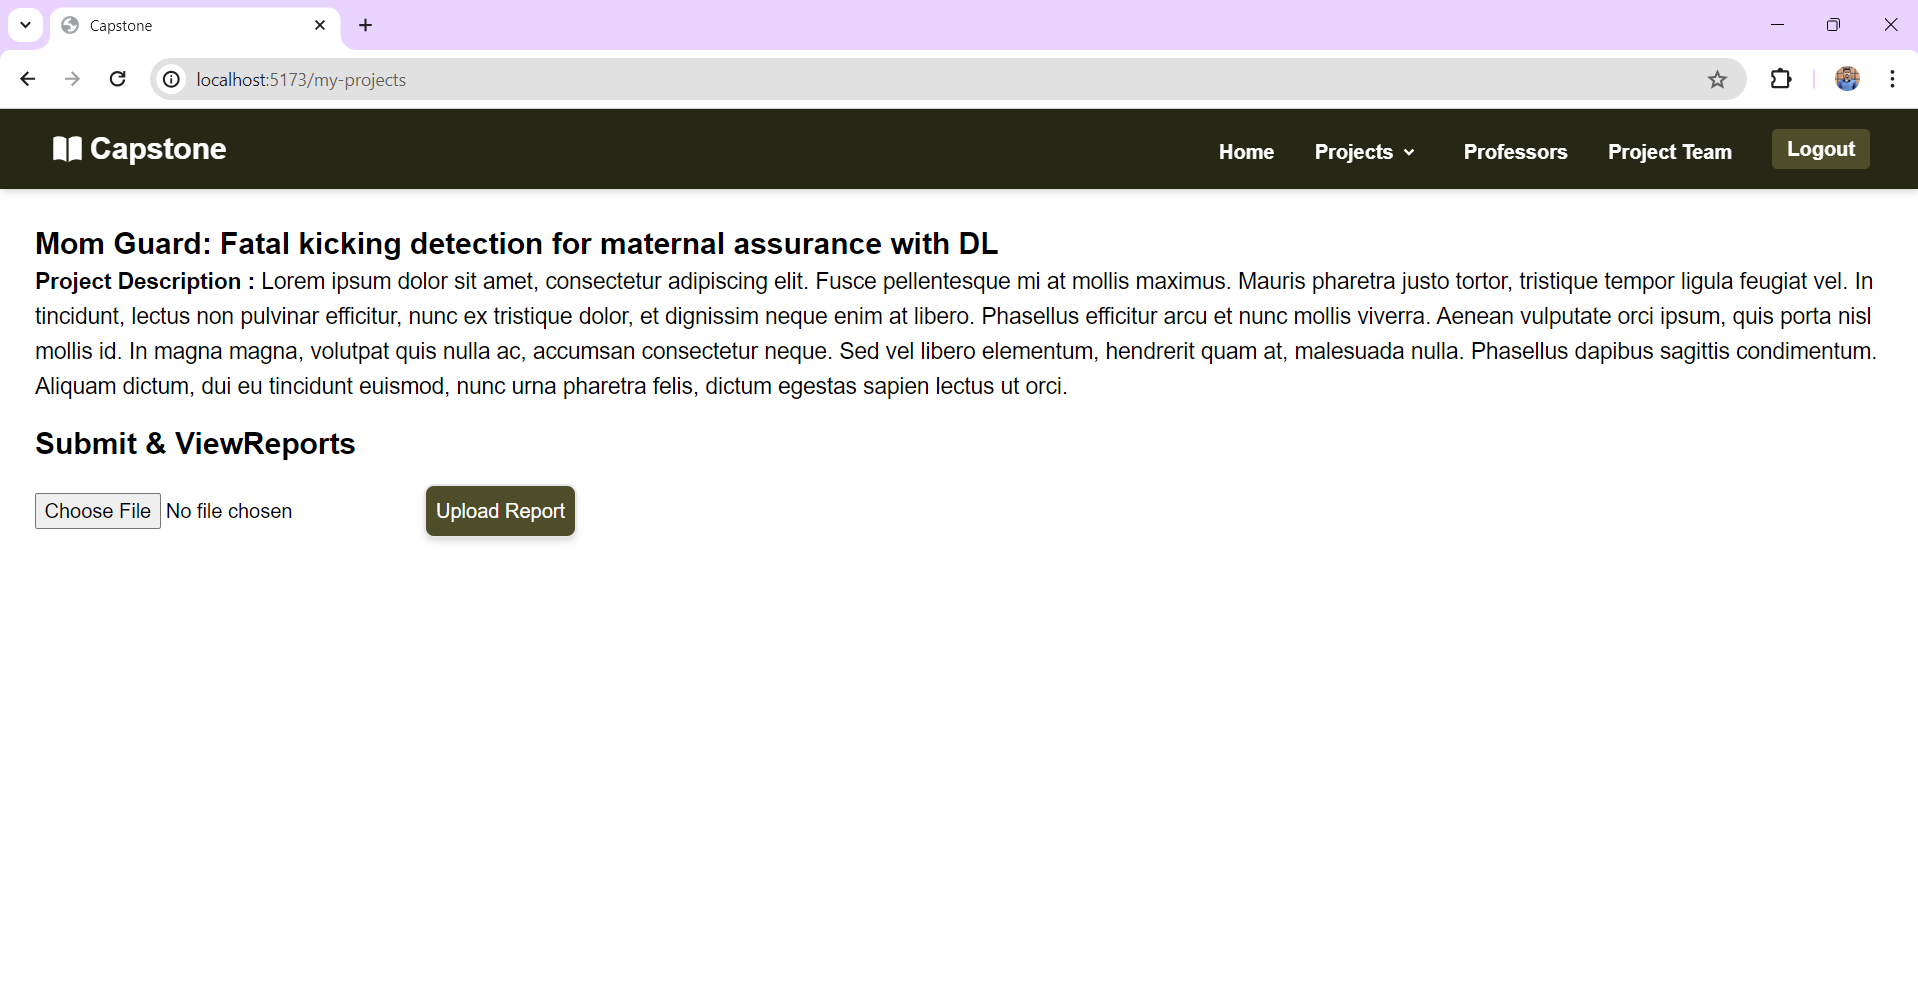 Capstone
localhost:5173/my-projects
Capstone
Home Projects Professors Project Team Logout
Mom Guard: Fatal kicking detection for maternal assurance with DL
Project Description : Lorem ipsum dolor sit amet, consectetur adipiscing elit. Fusce pellentesque mi at mollis maximus. Mauris pharetra justo tortor, tristique tempor ligula feugiat vel. In
tincidunt, lectus non pulvinar efficitur, nunc ex tristique dolor, et dignissim neque enim at libero. Phasellus efficitur arcu et nunc mollis viverra. Aenean vulputate orci ipsum, quis porta nisl
mollis id. In magna magna, volutpat quis nulla ac, accumsan consectetur neque. Sed vel libero elementum, hendrerit quam at, malesuada nulla. Phasellus dapibus sagittis condimentum.
Aliquam dictum, dui eu tincidunt euismod, nunc urna pharetra felis, dictum egestas sapien lectus ut orci.
Submit & ViewReports
Choose File No file chosen Upload Report